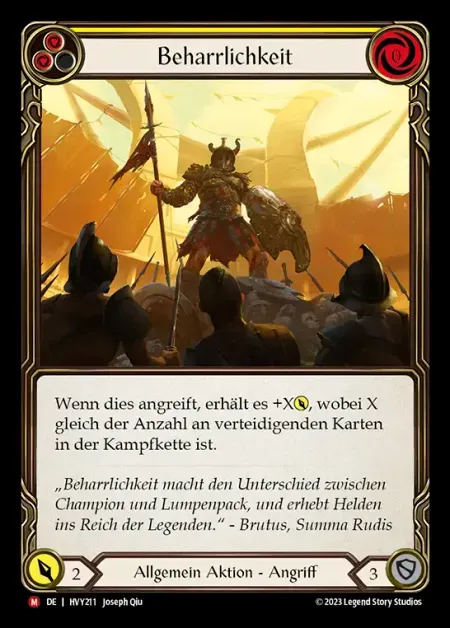 Beharrlichkeit
0
Wenn dies angreift, erhält es +X, wobei X
gleich der Anzahl an verteidigenden Karten
in der Kampfkette ist.
„Beharrlichkeit macht den Unterschied zwischen
Champion und Lumpenpack, und erhebt Helden
ins Reich der Legenden.“ - Brutus, Summa Rudis
2 Allgemein Aktion - Angriff 3
M DE | HVY211 Joseph Qiu © 2023 Legend Story Studios